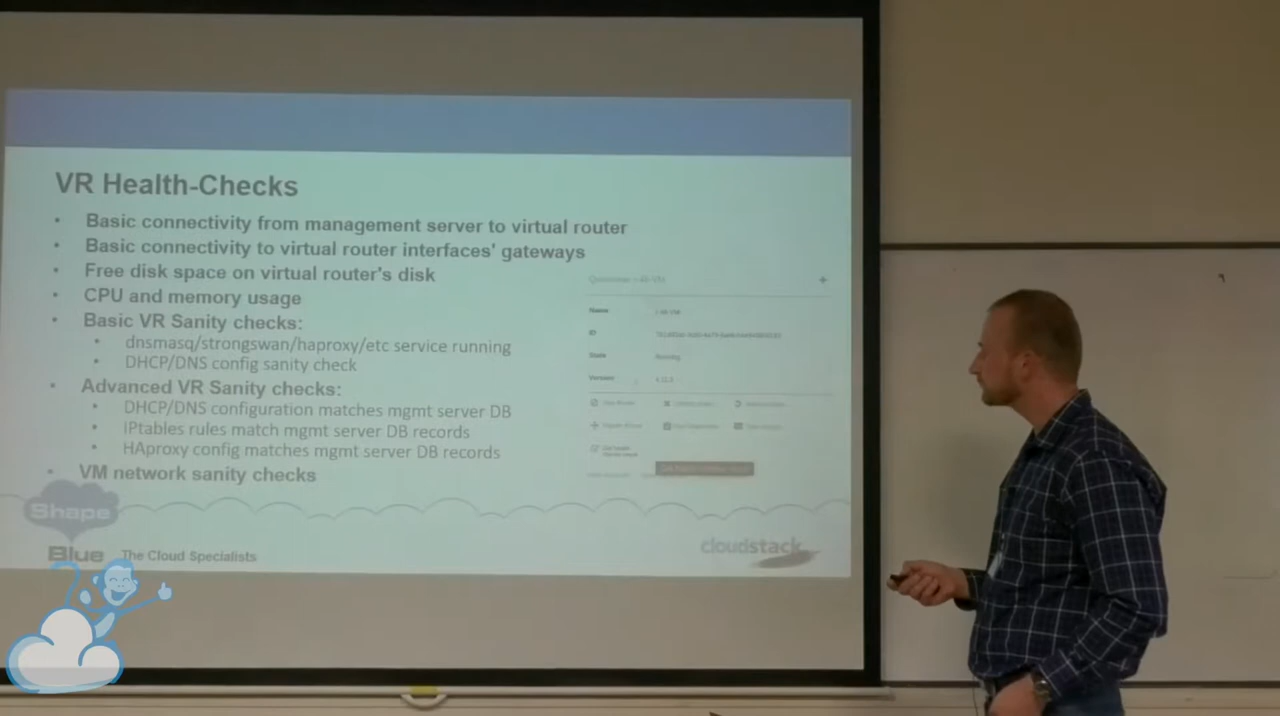 VR Health-Checks
• Basic connectivity from management server to virtual router
• Basic connectivity to virtual router interfaces' gateways
• Free disk space on virtual router's disk
• CPU and memory usage
• Basic VR Sanity checks:
• dnsmasq/strongswan/haproxy/etc service running
• DHCP/DNS config sanity check
• Advanced VR Sanity checks:
• DHCP/DNS configuration matches mgmt server DB
• IPtables rules match mgmt server DB records
• HAproxy config matches mgmt server DB records
• VM network sanity checks
Name
ID
State Running
Version
Shape
Blue The Cloud Specialists
cloudstack